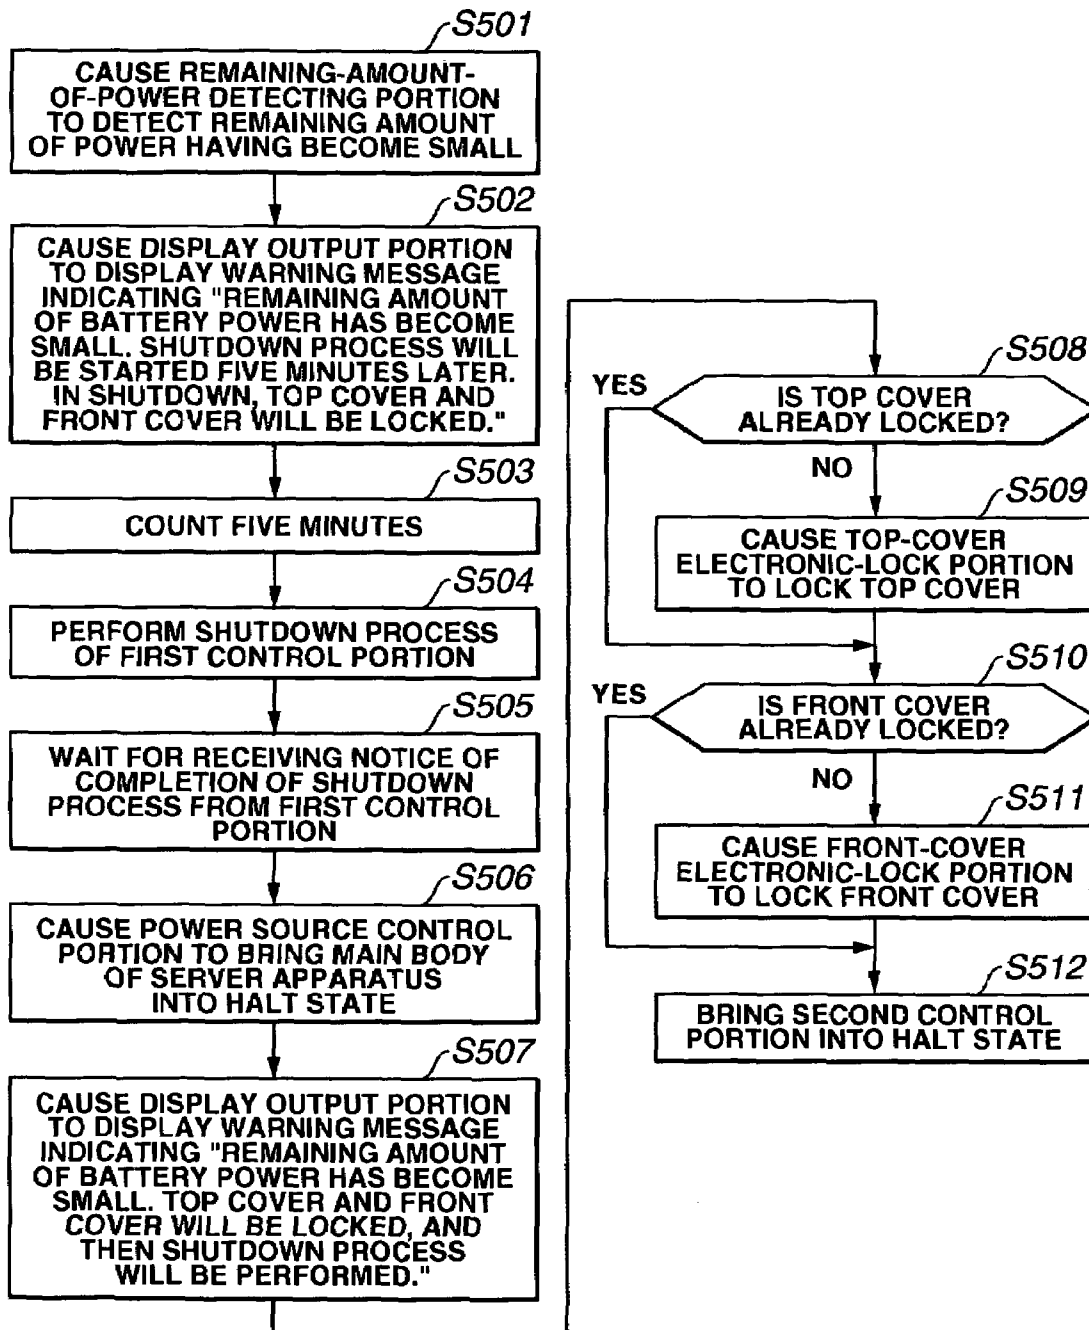 S501
CAUSE REMAINING-AMOUNT-
OF-POWER DETECTING PORTION
TO DETECT REMAINING AMOUNT
OF POWER HAVING BECOME SMALL
S502
CAUSE DISPLAY OUTPUT PORTION
TO DISPLAY WARNING MESSAGE
INDICATING "REMAINING AMOUNT
OF BATTERY POWER HAS BECOME
SMALL. SHUTDOWN PROCESS WILL
BE STARTED FIVE MINUTES LATER.
IN SHUTDOWN, TOP COVER AND
FRONT COVER WILL BE LOCKED."
S503
COUNT FIVE MINUTES
S504
PERFORM SHUTDOWN PROCESS
OF FIRST CONTROL PORTION
S505
WAIT FOR RECEIVING NOTICE OF
COMPLETION OF SHUTDOWN
PROCESS FROM FIRST CONTROL
PORTION
S506
CAUSE POWER SOURCE CONTROL
PORTION TO BRING MAIN BODY
OF SERVER APPARATUS
INTO HALT STATE
S507
CAUSE DISPLAY OUTPUT PORTION
TO DISPLAY WARNING MESSAGE
INDICATING "REMAINING AMOUNT
OF BATTERY POWER HAS BECOME
SMALL. TOP COVER AND FRONT
COVER WILL BE LOCKED, AND
THEN SHUTDOWN PROCESS
WILL BE PERFORMED."
S508
YES
IS TOP COVER
ALREADY LOCKED?
NO
S509
CAUSE TOP-COVER
ELECTRONIC-LOCK PORTION
TO LOCK TOP COVER
S510
YES
IS FRONT COVER
ALREADY LOCKED?
NO
S511
CAUSE FRONT-COVER
ELECTRONIC-LOCK PORTION
TO LOCK FRONT COVER
S512
BRING SECOND CONTROL
PORTION INTO HALT STATE